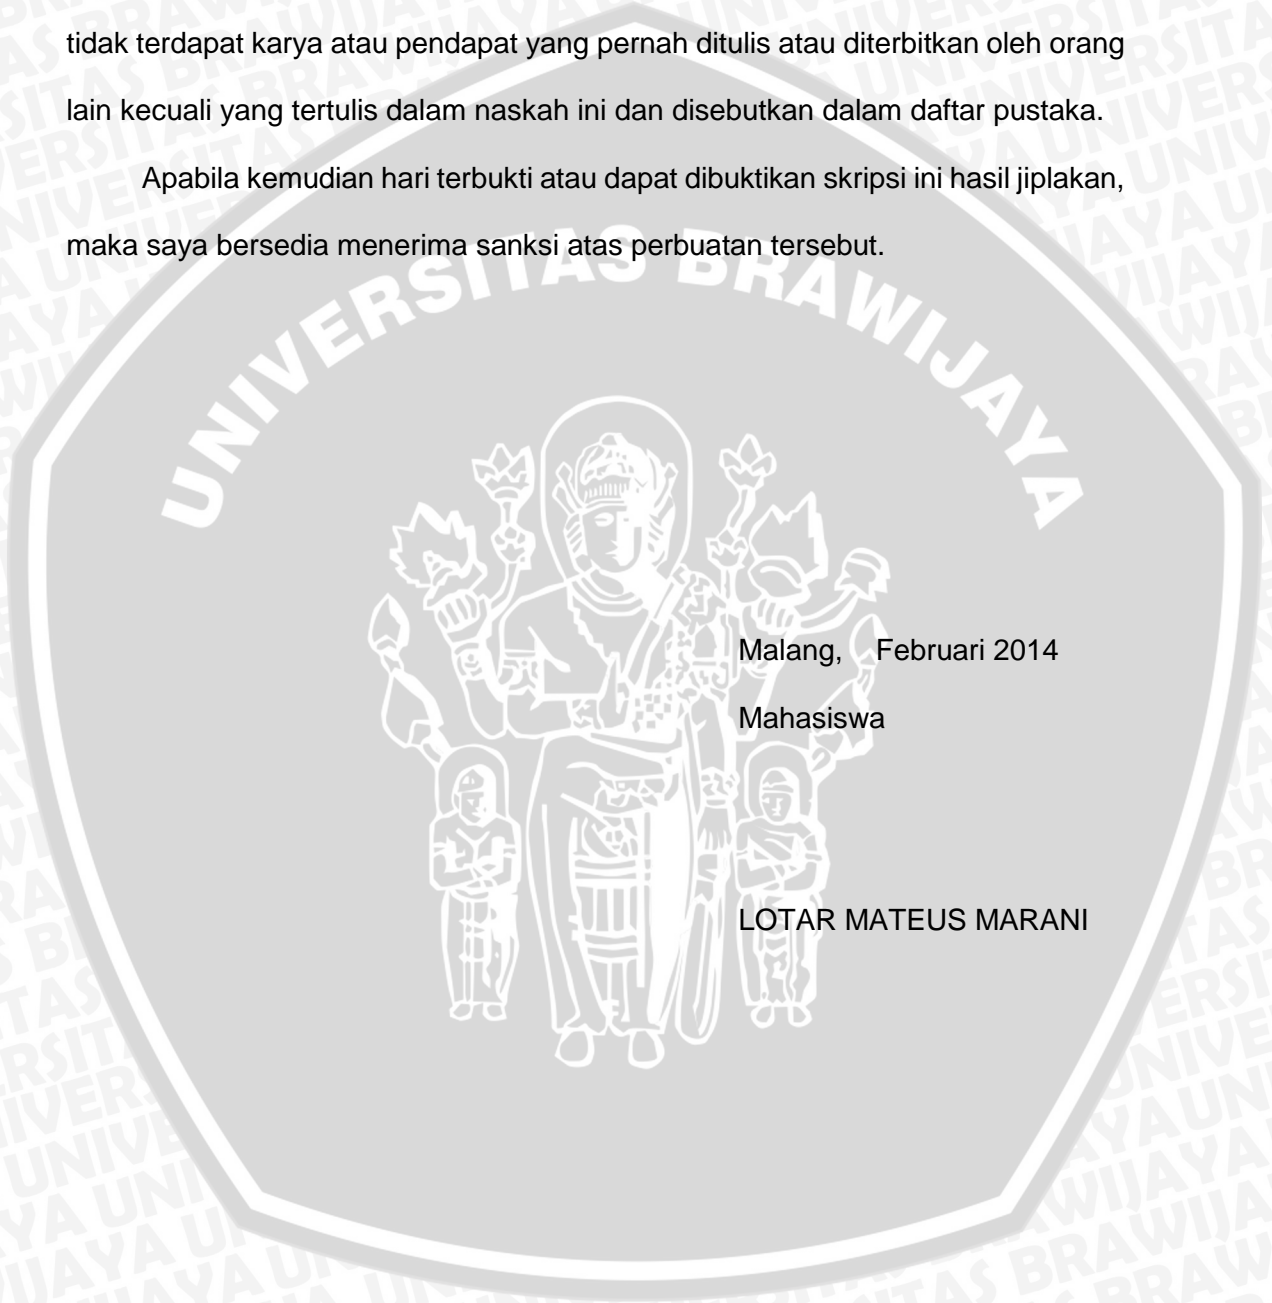 tidak terdapat karya atau pendapat yang pernah ditulis atau diterbitkan oleh orang
lain kecuali yang tertulis dalam naskah ini dan disebutkan dalam daftar pustaka.
Apabila kemudian hari terbukti atau dapat dibuktikan skripsi ini hasil jiplakan,
maka saya bersedia menerima sanksi atas perbuatan tersebut.
UNIVERSITAS BRAWIJAYA
Malang, Februari 2014
Mahasiswa
LOTAR MATEUS MARANI